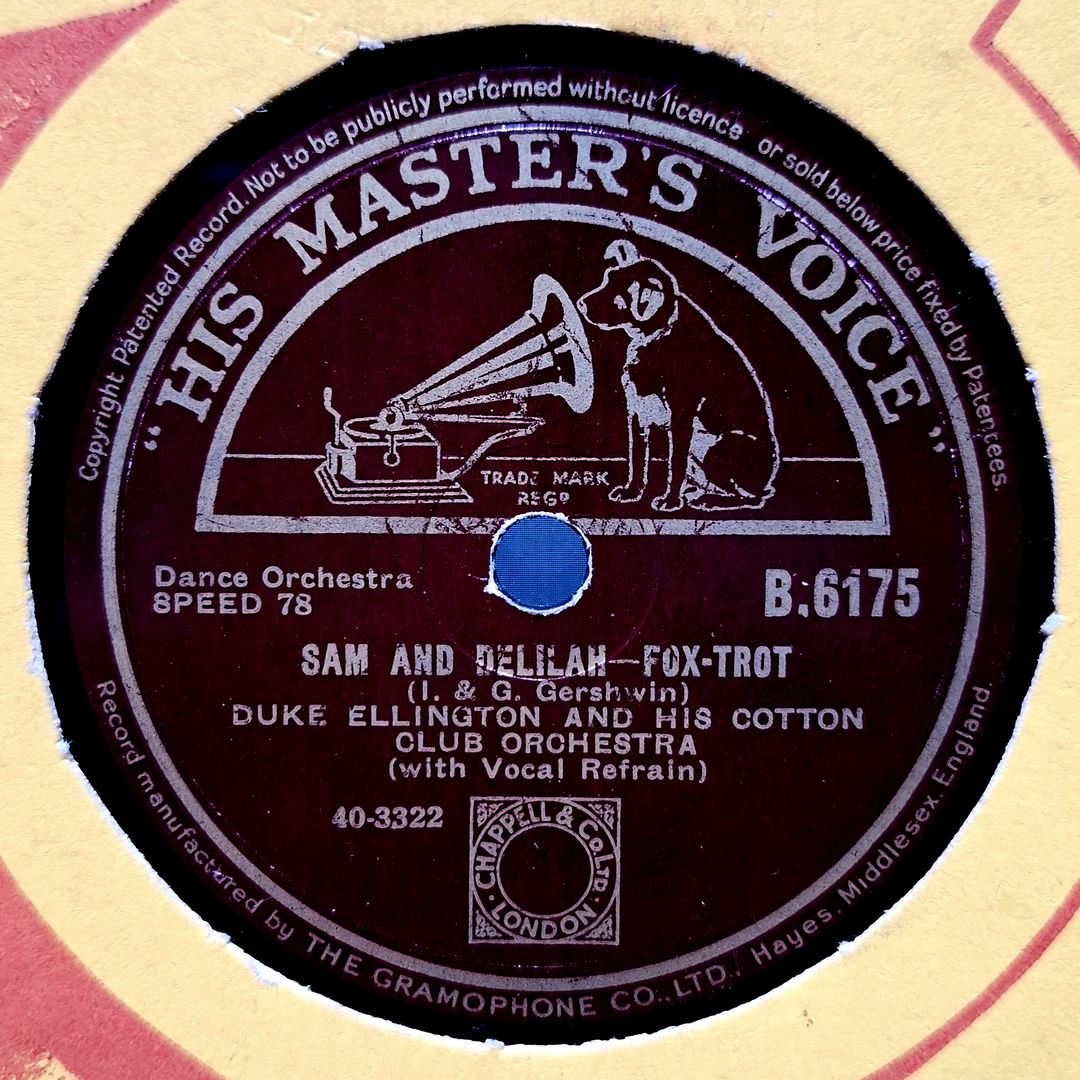 Copyright Patented Record. Not to be publicly performed without licence or sold below price fixed by Patentees.
"HIS MASTER'S VOICE"
TRADE MARK
REGD
Dance Orchestra
SPEED 78
B.6175
SAM AND DELILAH—FOX-TROT
(I. & G. Gershwin)
DUKE ELLINGTON AND HIS COTTON
CLUB ORCHESTRA
(with Vocal Refrain)
40-3322
CHAPPELL & Co. LTD.
· LONDON ·
Record manufactured by THE GRAMOPHONE CO., LTD., Hayes, Middlesex, England.